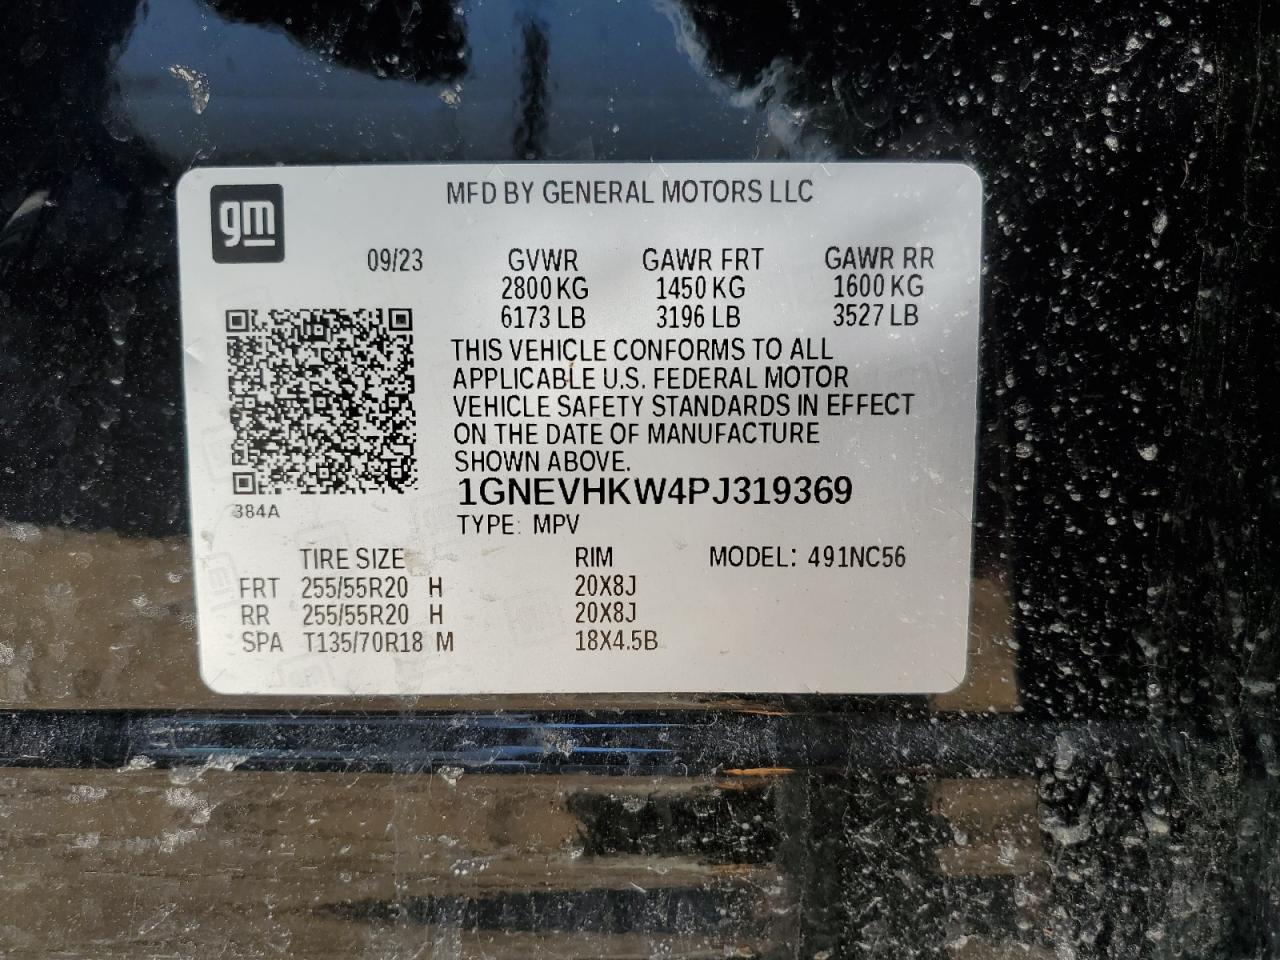 gm
MFD BY GENERAL MOTORS LLC
09/23 GVWR GAWR FRT GAWR RR
2800 KG 1450 KG 1600 KG
6173 LB 3196 LB 3527 LB
THIS VEHICLE CONFORMS TO ALL
APPLICABLE U.S. FEDERAL MOTOR
VEHICLE SAFETY STANDARDS IN EFFECT
ON THE DATE OF MANUFACTURE
SHOWN ABOVE.
1GNEVHKW4PJ319369
384A
TYPE: MPV
TIRE SIZE RIM MODEL: 491NC56
FRT 255/55R20 H 20X8J
RR 255/55R20 H 20X8J
SPA T135/70R18 M 18X4.5B